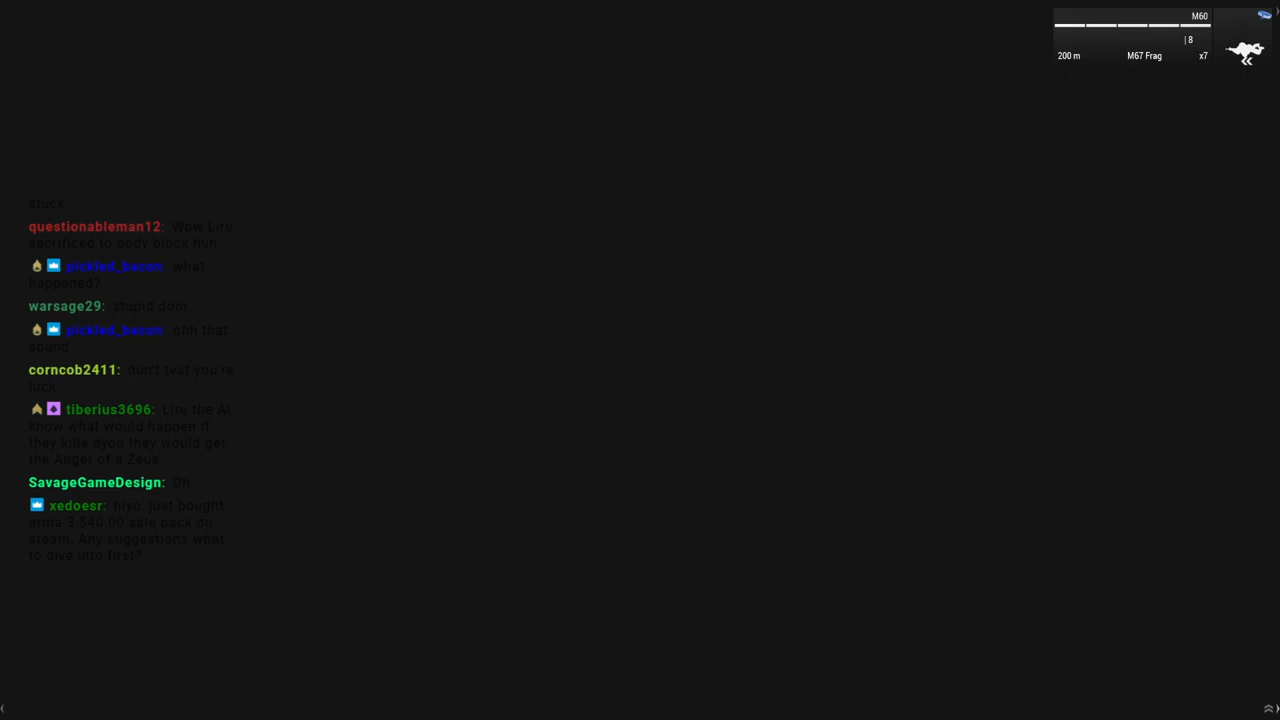 M60
| 8
200 m M67 Frag x7
stuck
questionableman12: Wow Liru
sacrificed to body block huh
pickled_bacon: what
happened?
warsage29: stupid door
pickled_bacon: ohh that
sound
corncob2411: don't test you're
luck
tiberius3696: Liru the AI
know what would happen if
they kille dyou they would get
the Anger of a Zeus
SavageGameDesign: Oh
xedoesr: hiyo, just bought
arma 3 $40.00 sale pack on
steam. Any suggestions what
to dive into first?